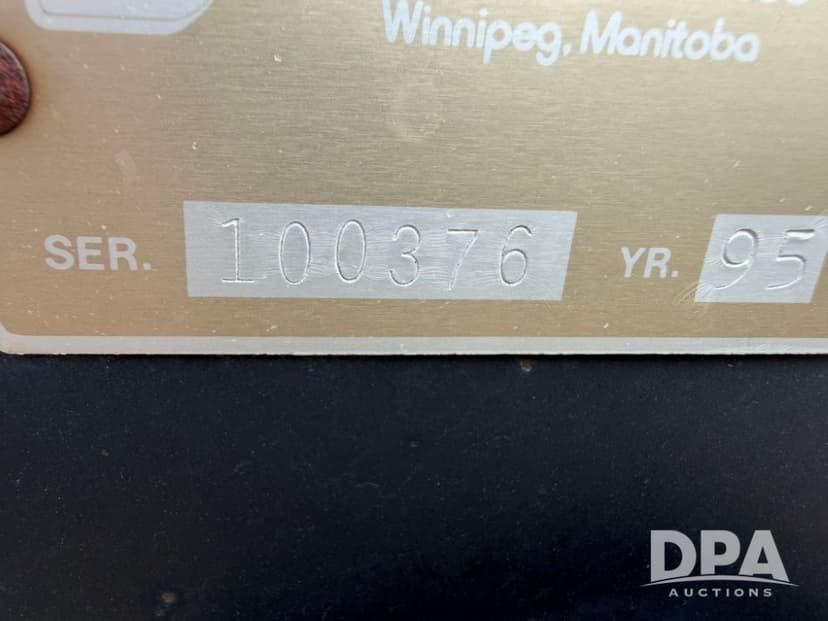 Winnipeg, Manitoba
SER. 100376 YR. 95
DPA
AUCTIONS